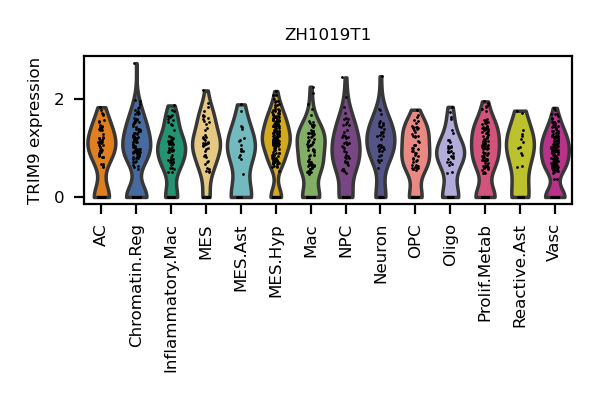 ZH1019T1
TRIM9 expression
2
0
AC
Chromatin.Reg
Inflammatory.Mac
MES
MES.Ast
MES.Hyp
Mac
NPC
Neuron
OPC
Oligo
Prolif.Metab
Reactive.Ast
Vasc